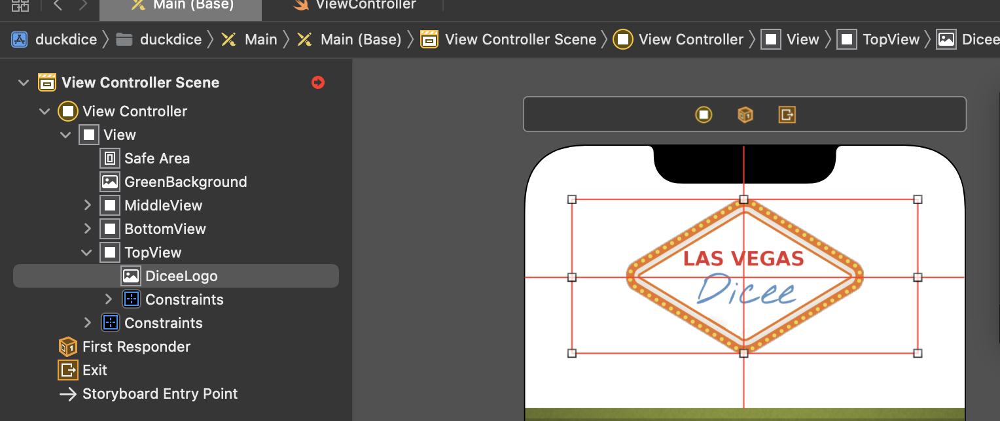 Main (Base) ViewController
duckdice duckdice Main Main (Base) View Controller Scene View Controller View TopView Dicee
View Controller Scene
View Controller
View
Safe Area
GreenBackground
MiddleView
BottomView
TopView
DiceeLogo
Constraints
Constraints
First Responder
Exit
Storyboard Entry Point
1
1
LAS VEGAS
Dicee